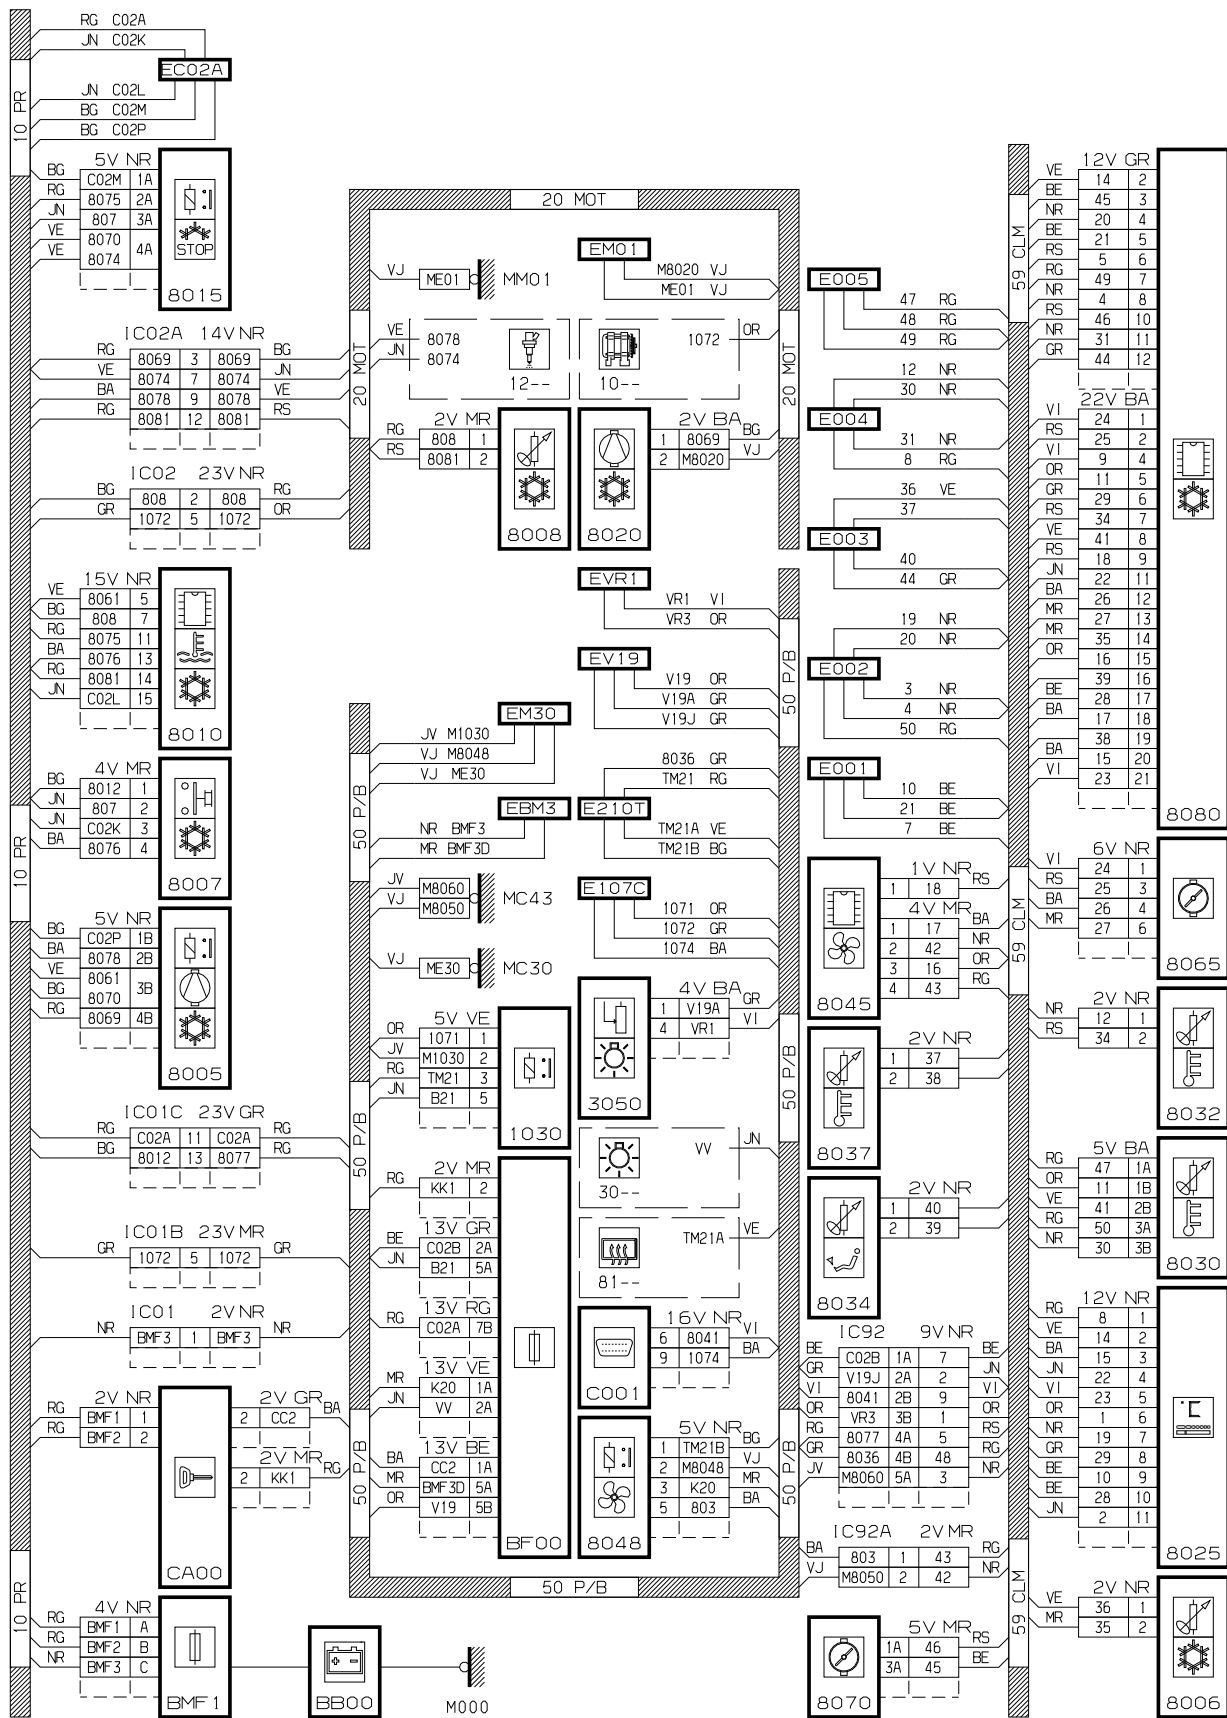 RG C02A
JN C02K
EC02A
JN C02L
BG C02M
BG C02P
10 PR
5V NR
BG C02M 1A
RG 8075 2A
JN 807 3A
VE 8070
VE 8074 4A
STOP
8015
IC02A 14V NR
RG 8069 3 8069 BG
VE 8074 7 8074 JN
BA 8078 9 8078 VE
RG 8081 12 8081 RS
IC02 23V NR
BG 808 2 808 RG
GR 1072 5 1072 OR
15V NR
VE 8061 5
BG 808 7
RG 8075 11
BA 8076 13
RG 8081 14
JN C02L 15
8010
4V MR
BG 8012 1
JN 807 2
JN C02K 3
BA 8076 4
8007
10 PR
5V NR
BG C02P 1B
BA 8078 2B
VE 8061
BG 8070 3B
RG 8069 4B
8005
IC01C 23V GR
RG C02A 11 C02A RG
BG 8012 13 8077 RG
IC01B 23V MR
GR 1072 5 1072 GR
IC01 2V NR
NR BMF3 1 BMF3 NR
2V NR
RG BMF1 1
RG BMF2 2
2V GR
2 CC2 BA
2V MR
2 KK1 RG
CA00
10 PR
4V NR
RG BMF1 A
RG BMF2 B
NR BMF3 C
BMF1
BB00
M000
20 MOT
20 MOT
20 MOT
VJ ME01 MM01
EM01
M8020 VJ
ME01 VJ
VE 8078
JN 8074
12--
1072 OR
10--
2V MR
RG 808 1
RS 8081 2
8008
2V BA
1 8069 BG
2 M8020 VJ
8020
EVR1
VR1 VI
VR3 OR
EV19
V19 OR
V19A GR
V19J GR
50 P/B
EM30
JV M1030
VJ M8048
VJ ME30
8036 GR
TM21 RG
EBM3
E210T
NR BMF3
MR BMF3D
TM21A VE
TM21B BG
50 P/B
JV M8060
VJ M8050
MC43
E107C
1071 OR
1072 GR
1074 BA
VJ ME30 MC30
5V VE
OR 1071 1
JV M1030 2
RG TM21 3
JN B21 5
1030
4V BA
1 V19A GR
4 VR1 VI
3050
50 P/B
50 P/B
VV JN
30--
TM21A VE
81--
2V MR
RG KK1 2
13V GR
BE C02B 2A
JN B21 5A
13V RG
RG C02A 7B
13V VE
MR K20 1A
JN VV 2A
13V BE
BA CC2 1A
MR BMF3D 5A
OR V19 5B
BF00
16V NR
6 8041 VI
9 1074 BA
C001
5V NR
1 TM21B BG
2 M8048 VJ
3 K20 MR
5 803 BA
8048
50 P/B
50 P/B
50 P/B
E005
47 RG
48 RG
49 RG
12 NR
30 NR
E004
31 NR
8 RG
36 VE
37
E003
40
44 GR
19 NR
20 NR
E002
3 NR
4 NR
50 RG
E001
10 BE
21 BE
7 BE
1V NR
1 18 RS
4V MR
1 17 BA
2 42 NR
3 16 OR
4 43 RG
8045
2V NR
1 37
2 38
8037
2V NR
1 40
2 39
8034
IC92 9V NR
BE C02B 1A 7 BE
GR V19J 2A 2 JN
VI 8041 2B 9 VI
OR VR3 3B 1 OR
RG 8077 4A 5 RS
GR 8036 4B 48 RG
JV M8060 5A 3 NR
IC92A 2V MR
BA 803 1 43 RG
VJ M8050 2 42 NR
5V MR
1A 46 RS
3A 45 BE
8070
59 CLM
59 CLM
59 CLM
12V GR
VE 14 2
BE 45 3
NR 20 4
BE 21 5
RS 5 6
RG 49 7
NR 4 8
RS 46 10
NR 31 11
GR 44 12
22V BA
VI 24 1
RS 25 2
VI 9 4
OR 11 5
GR 29 6
RS 34 7
VE 41 8
RS 18 9
JN 22 11
BA 26 12
MR 27 13
MR 35 14
OR 16 15
39 16
BE 28 17
BA 17 18
38 19
BA 15 20
VI 23 21
8080
6V NR
VI 24 1
RS 25 3
BA 26 4
MR 27 6
8065
2V NR
NR 12 1
RS 34 2
8032
5V BA
RG 47 1A
OR 11 1B
VE 41 2B
RG 50 3A
NR 30 3B
8030
12V NR
RG 8 1
VE 14 2
BA 15 3
JN 22 4
VI 23 5
OR 1 6
NR 19 7
GR 29 8
BE 10 9
BE 28 10
JN 2 11
8025
2V NR
VE 36 1
MR 35 2
8006